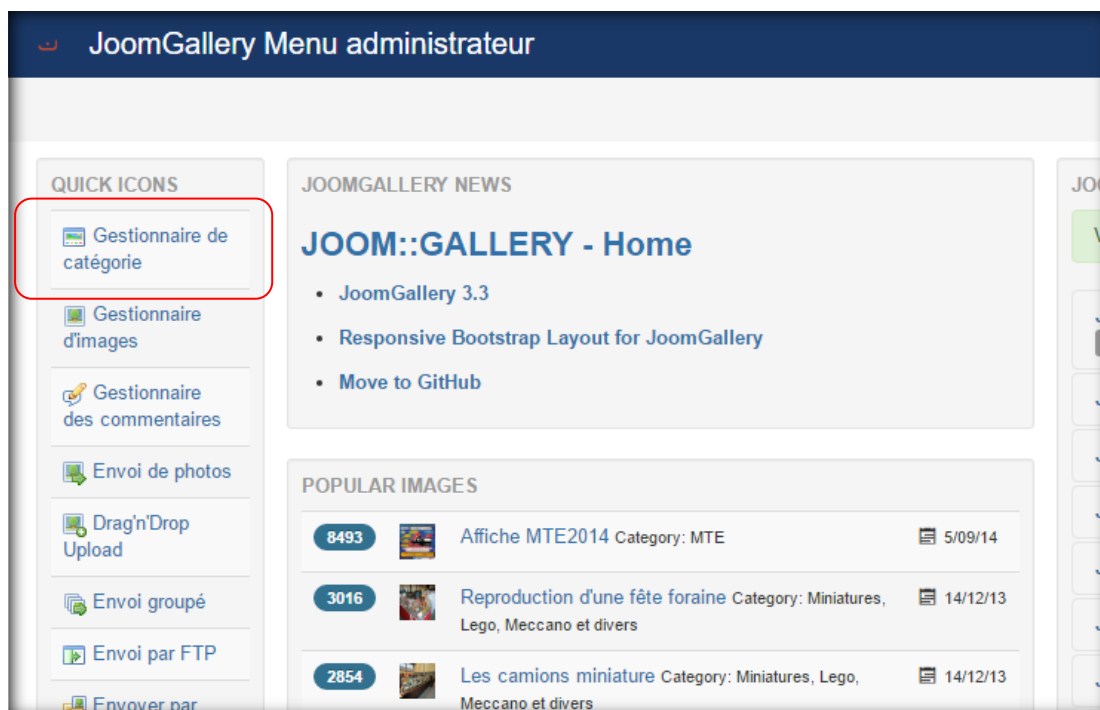 JoomGallery Menu administrateur
QUICK ICONS
Gestionnaire de
catégorie
Gestionnaire
d'images
Gestionnaire
des commentaires
Envoi de photos
Drag'n'Drop
Upload
Envoi groupé
Envoi par FTP
Envoyer par
JOOMGALLERY NEWS
JOOM::GALLERY - Home
• JoomGallery 3.3
• Responsive Bootstrap Layout for JoomGallery
• Move to GitHub
POPULAR IMAGES
8493 Affiche MTE2014 Category: MTE 5/09/14
3016 Reproduction d'une fête foraine Category: Miniatures, 14/12/13
Lego, Meccano et divers
2854 Les camions miniature Category: Miniatures, Lego, 14/12/13
Meccano et divers